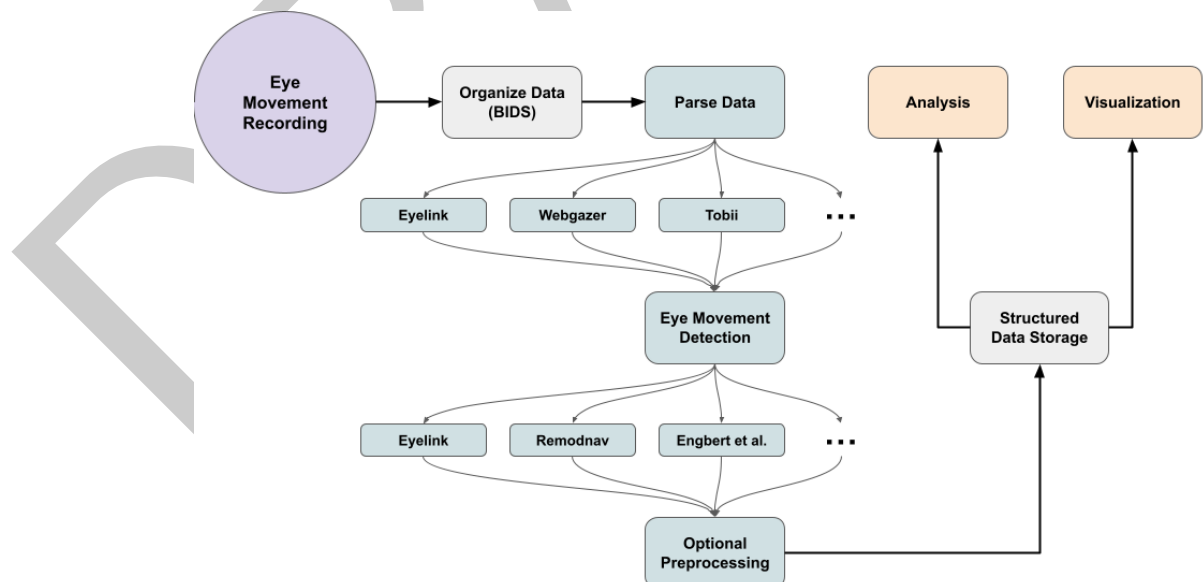 Eye
Movement
Recording
Organize Data
(BIDS)
Parse Data
Analysis
Visualization
Eyelink
Webgazer
Tobii
...
Eye Movement
Detection
Structured
Data Storage
Eyelink
Remodnav
Engbert et al.
...
Optional
Preprocessing